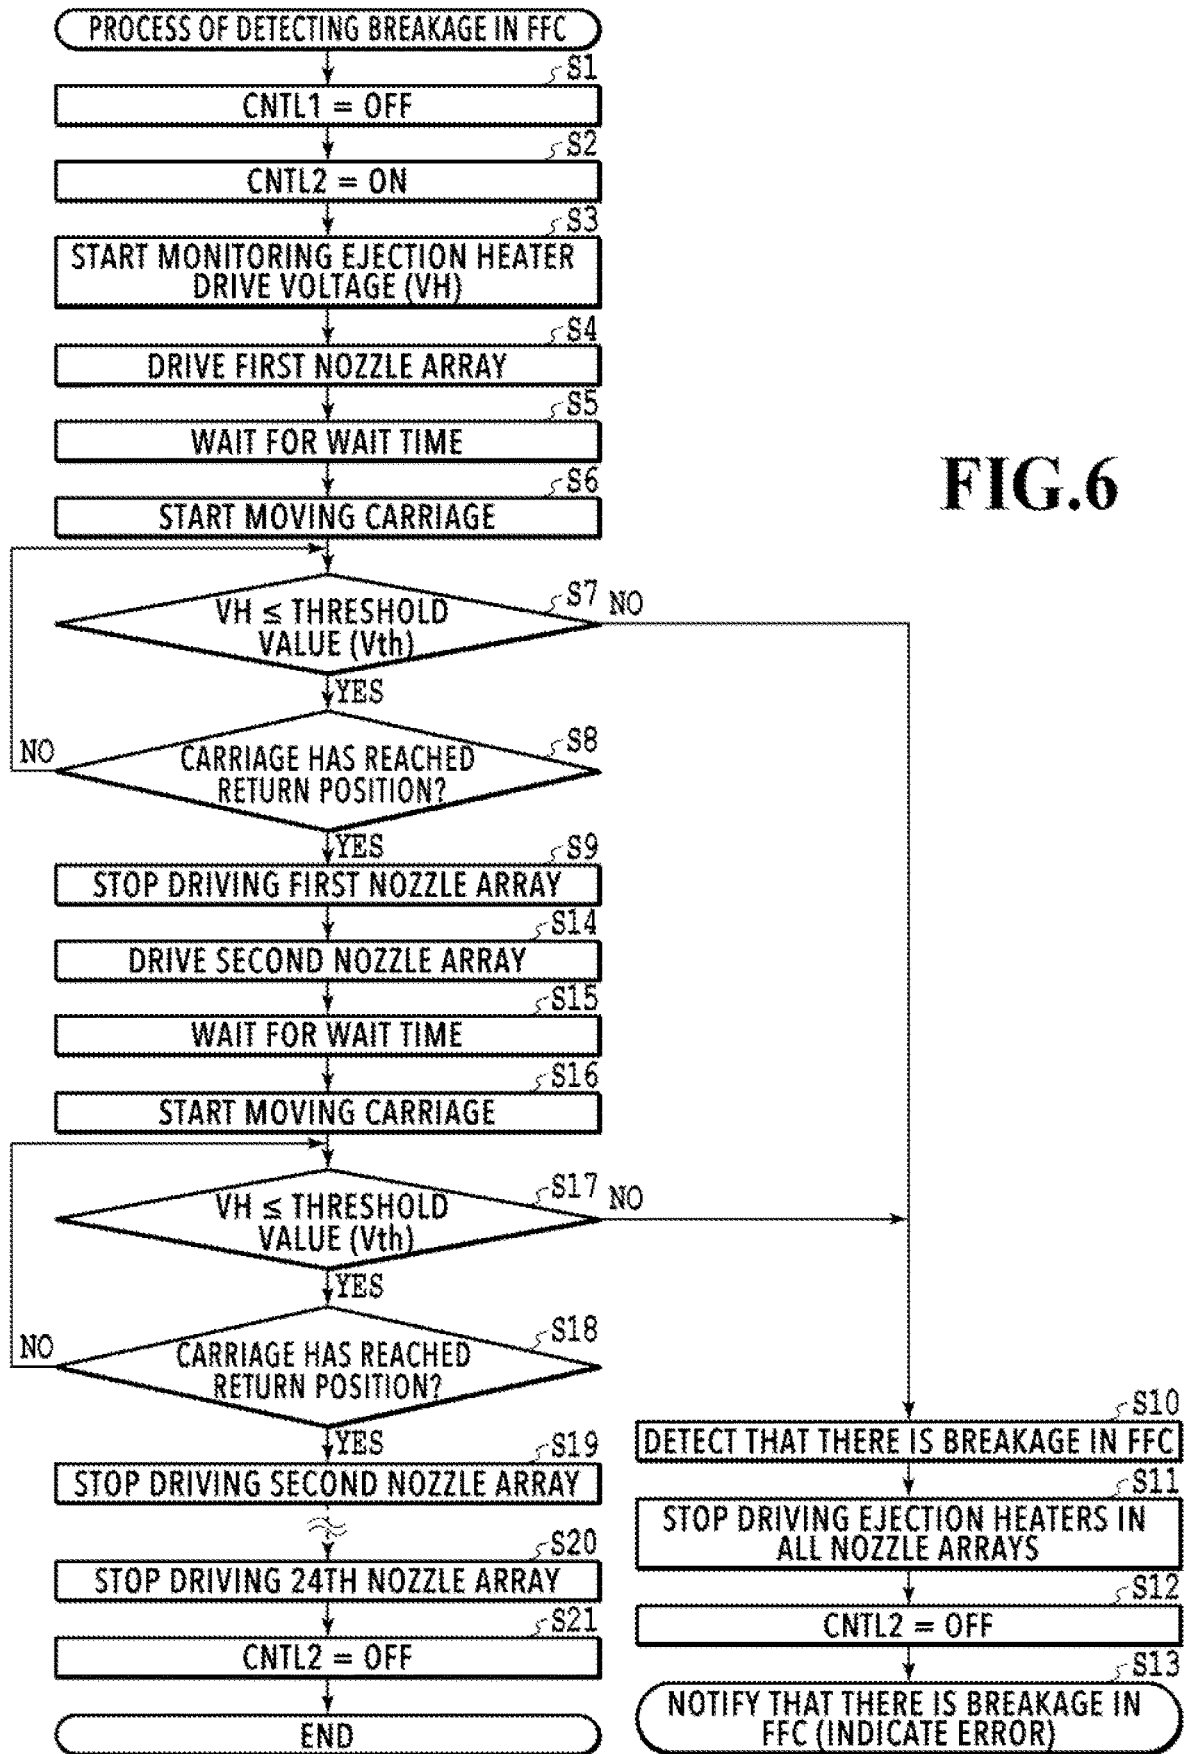 PROCESS OF DETECTING BREAKAGE IN FFC
S1
CNTL1 = OFF
S2
CNTL2 = ON
S3
START MONITORING EJECTION HEATER
DRIVE VOLTAGE (VH)
S4
DRIVE FIRST NOZZLE ARRAY
S5
WAIT FOR WAIT TIME
S6
START MOVING CARRIAGE
FIG.6
S7
NO
VH ≦ THRESHOLD
VALUE (Vth)
YES
S8
NO
CARRIAGE HAS REACHED
RETURN POSITION?
YES
S9
STOP DRIVING FIRST NOZZLE ARRAY
S14
DRIVE SECOND NOZZLE ARRAY
S15
WAIT FOR WAIT TIME
S16
START MOVING CARRIAGE
S17
NO
VH ≦ THRESHOLD
VALUE (Vth)
YES
S18
NO
CARRIAGE HAS REACHED
RETURN POSITION?
YES
S19
STOP DRIVING SECOND NOZZLE ARRAY
S20
STOP DRIVING 24TH NOZZLE ARRAY
S21
CNTL2 = OFF
END
S10
DETECT THAT THERE IS BREAKAGE IN FFC
S11
STOP DRIVING EJECTION HEATERS IN
ALL NOZZLE ARRAYS
S12
CNTL2 = OFF
S13
NOTIFY THAT THERE IS BREAKAGE IN
FFC (INDICATE ERROR)